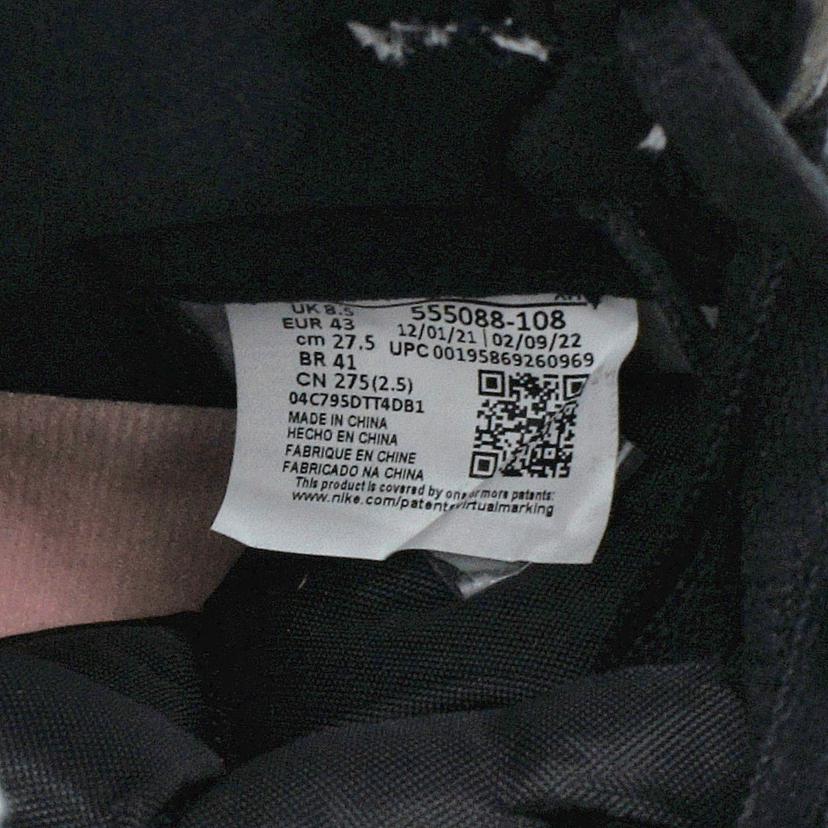 UK 8.5
EUR 43
cm 27.5
BR 41
CN 275(2.5)
04C795DTT4DB1
MADE IN CHINA
HECHO EN CHINA
FABRIQUE EN CHINE
FABRICADO NA CHINA
555088-108
12/01/21 | 02/09/22
UPC 00195869260969
This product is covered by one or more patents:
www.nike.com/patentvirtualmarking